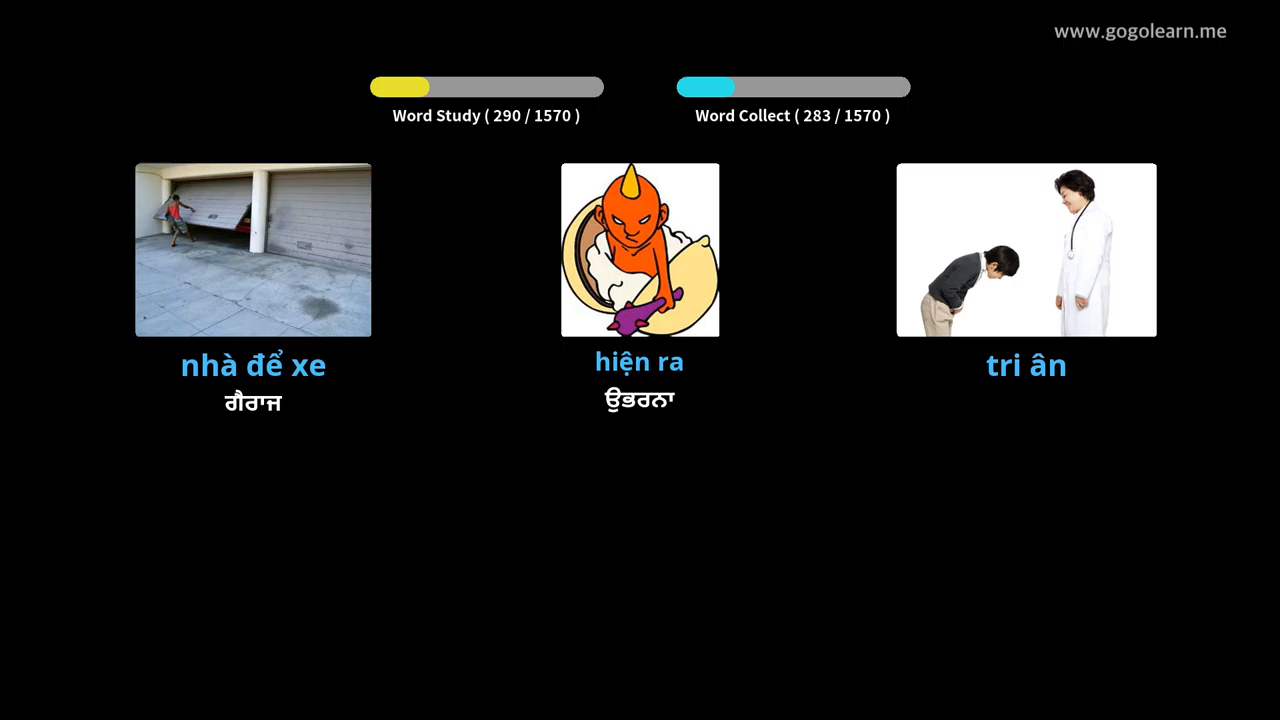 www.gogolearn.me
Word Study ( 290 / 1570 )
Word Collect ( 283 / 1570 )
nhà để xe
ਗੈਰਾਜ
hiện ra
ਉਭਰਨਾ
tri ân